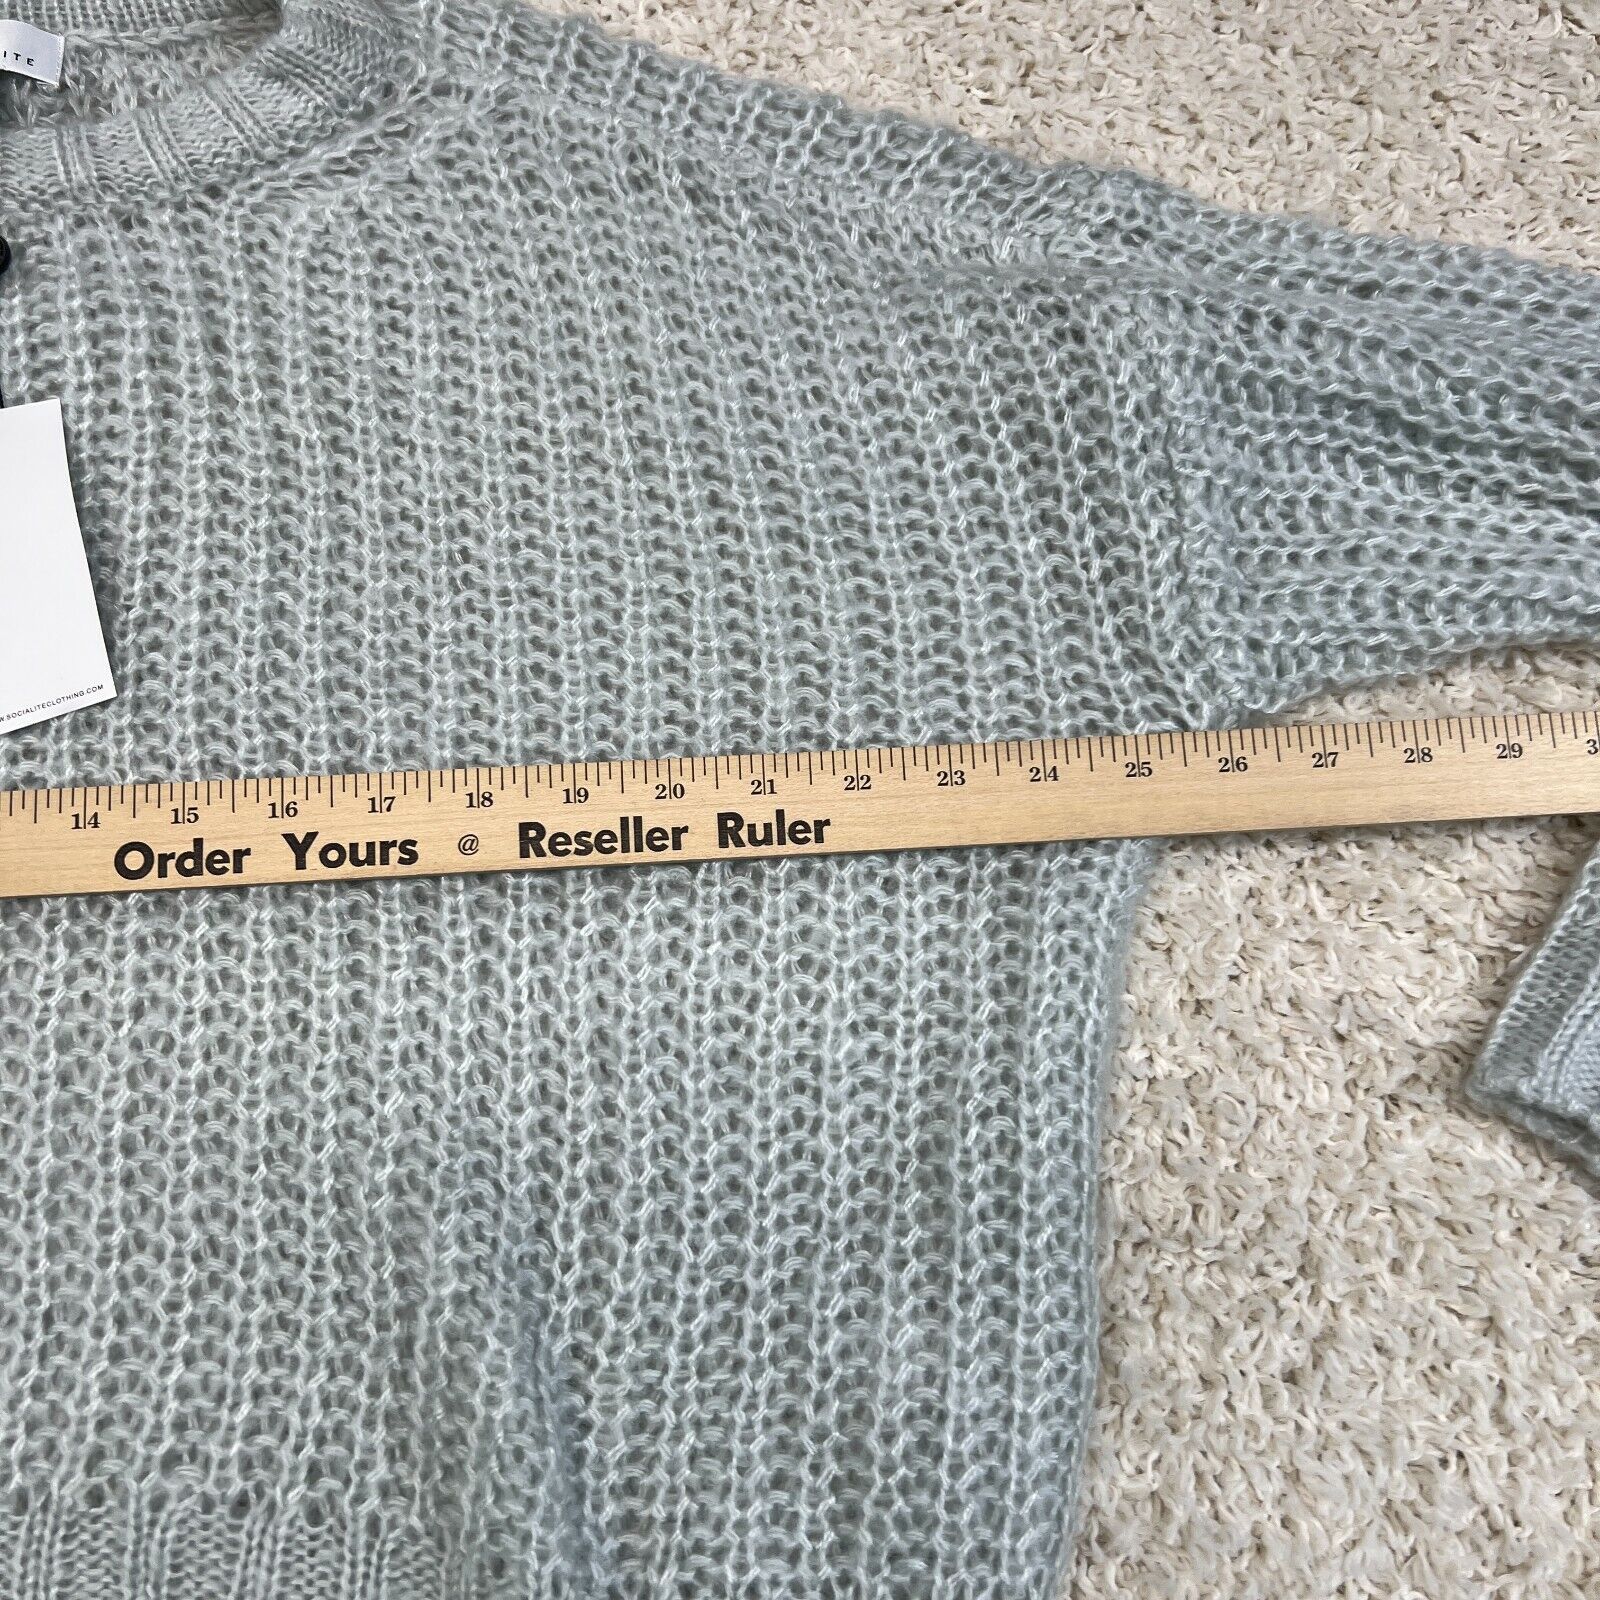 ITE
W.SOCIALITECLOTHING.COM
14 15 16 17 18 19 20 21 22 23 24 25 26 27 28 29 3
Order Yours @ Reseller Ruler